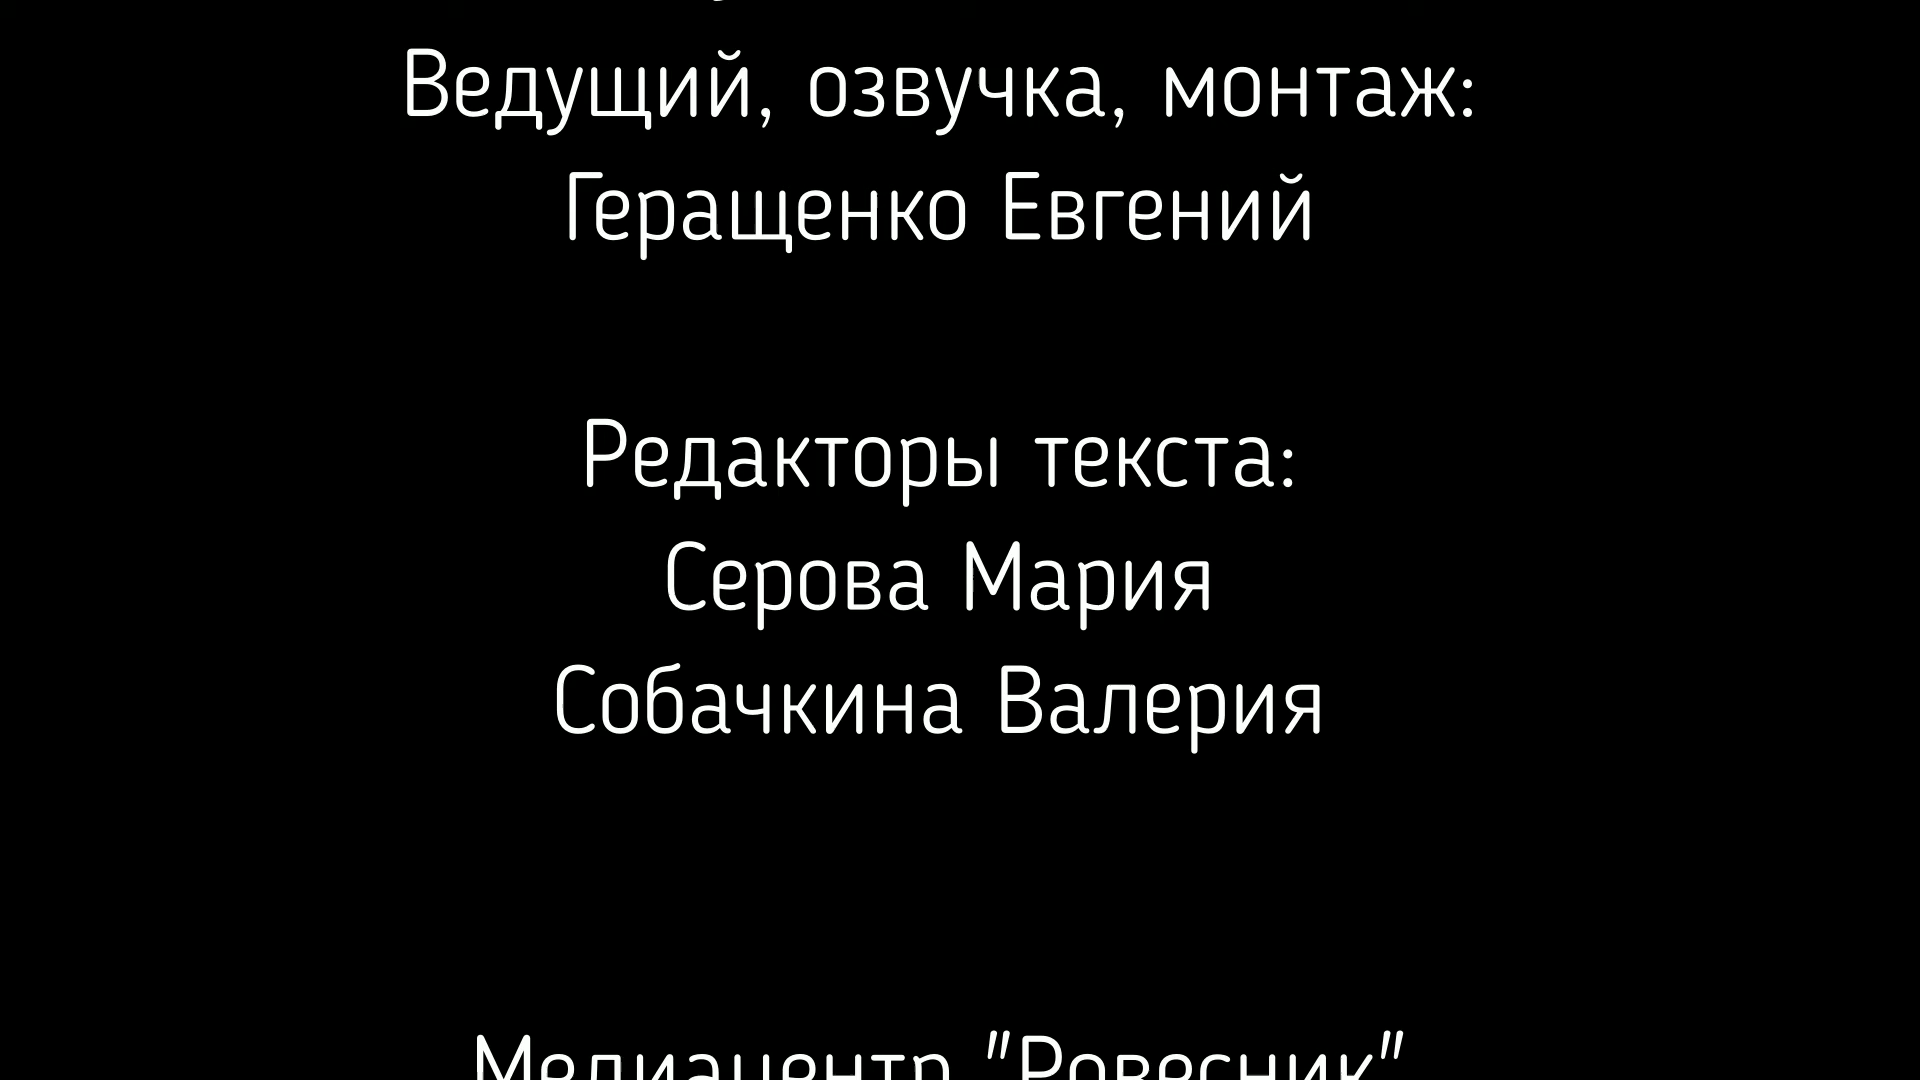 Ведущий, озвучка, монтаж:
Геращенко Евгений
Редакторы текста:
Серова Мария
Собачкина Валерия
Медиацентр "Ровесник"